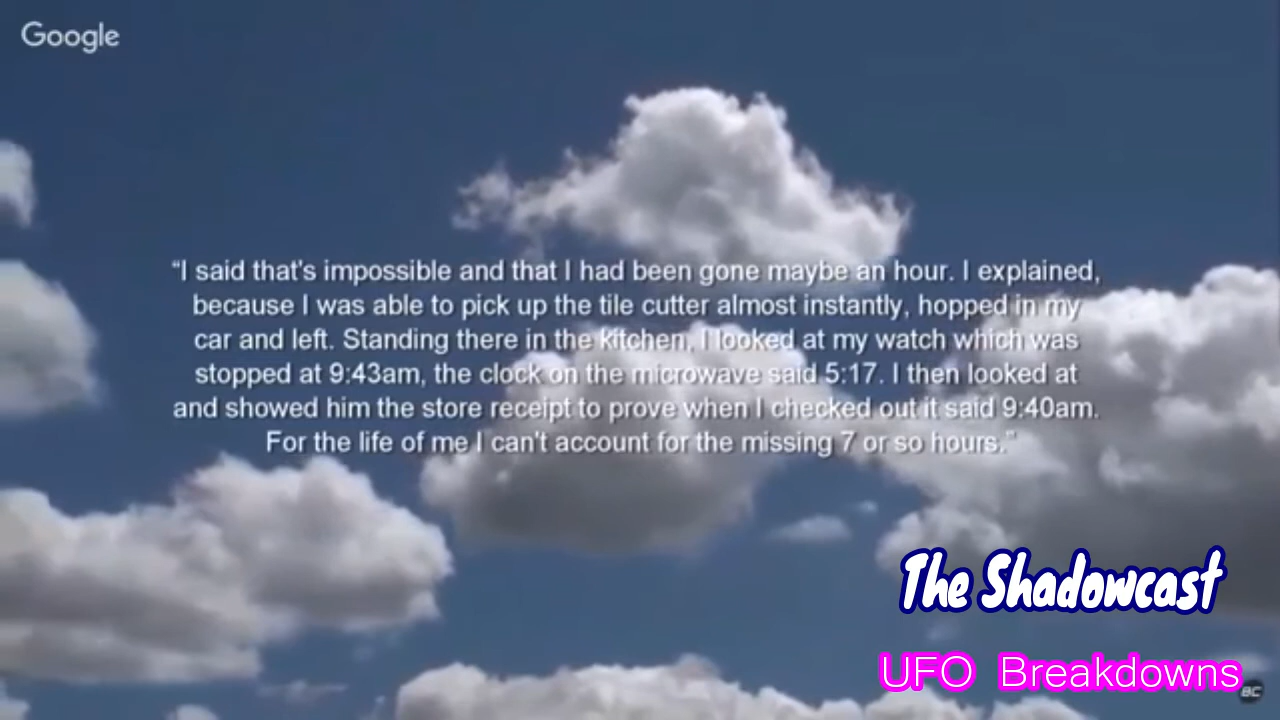 Google
“I said that's impossible and that I had been gone maybe an hour. I explained,
because I was able to pick up the tile cutter almost instantly, hopped in my
car and left. Standing there in the kitchen, I looked at my watch which was
stopped at 9:43am, the clock on the microwave said 5:17. I then looked at
and showed him the store receipt to prove when I checked out it said 9:40am.
For the life of me I can't account for the missing 7 or so hours.”
The Shadowcast
UFO Breakdowns
BC